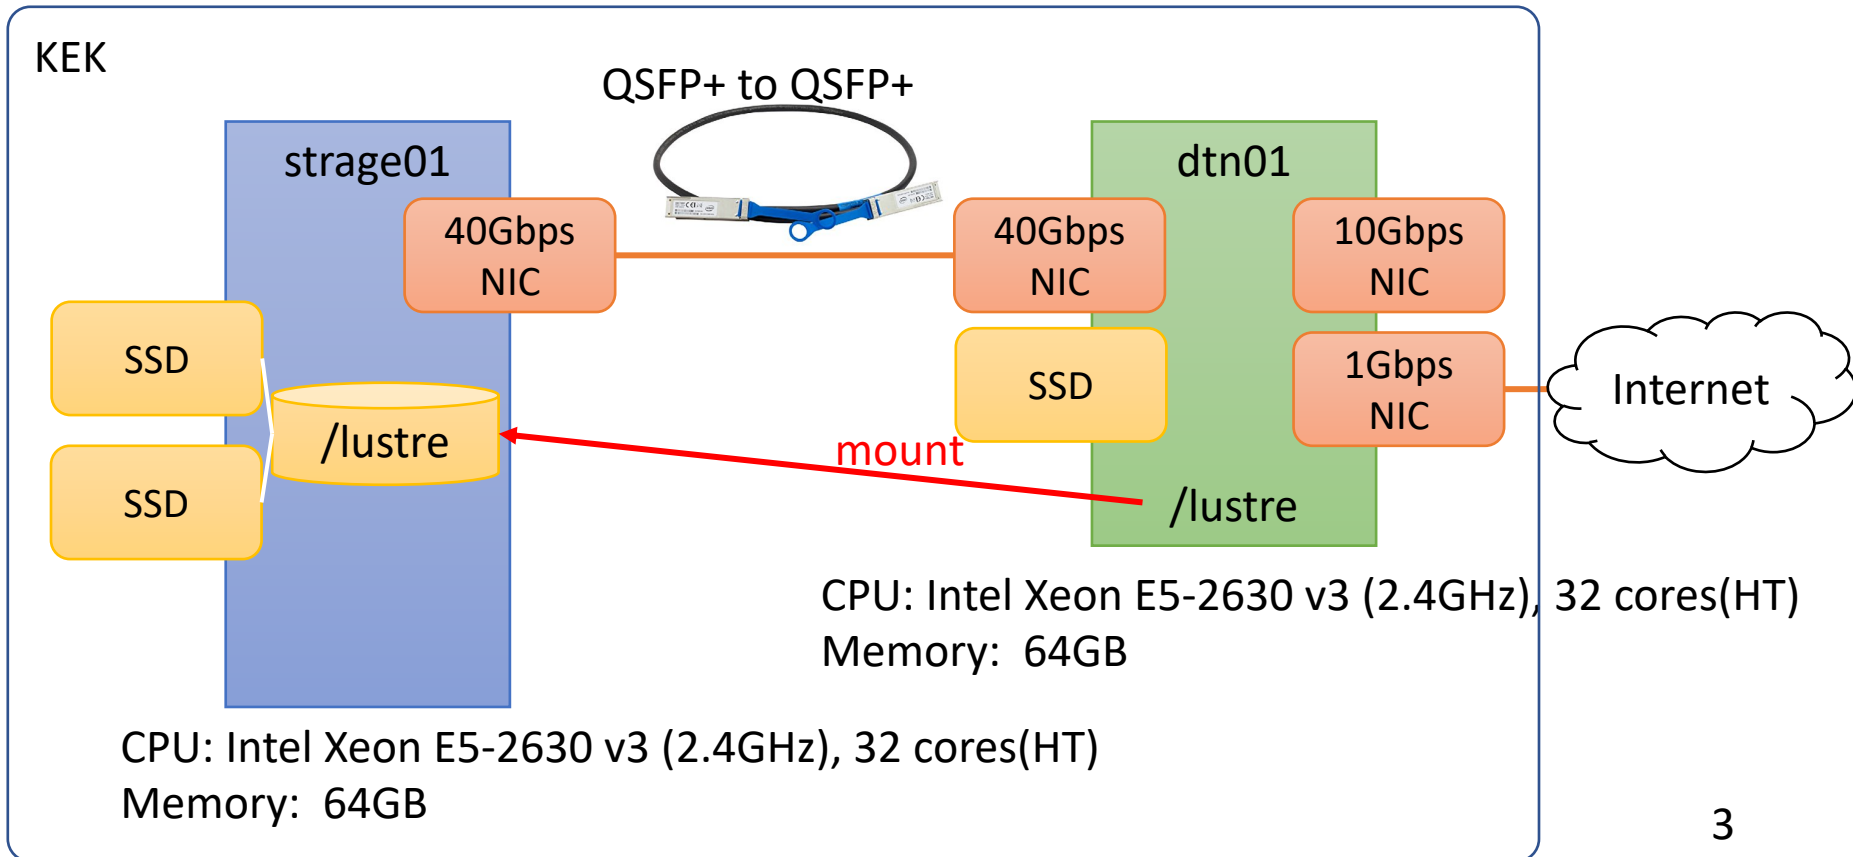 KEK
QSFP+ to QSFP+
strage01
dtn01
40Gbps
NIC
40Gbps
NIC
10Gbps
NIC
SSD
SSD
/lustre
SSD
1Gbps
NIC
Internet
mount
/lustre
CPU: Intel Xeon E5-2630 v3 (2.4GHz), 32 cores(HT)
Memory: 64GB
CPU: Intel Xeon E5-2630 v3 (2.4GHz), 32 cores(HT)
Memory: 64GB
3